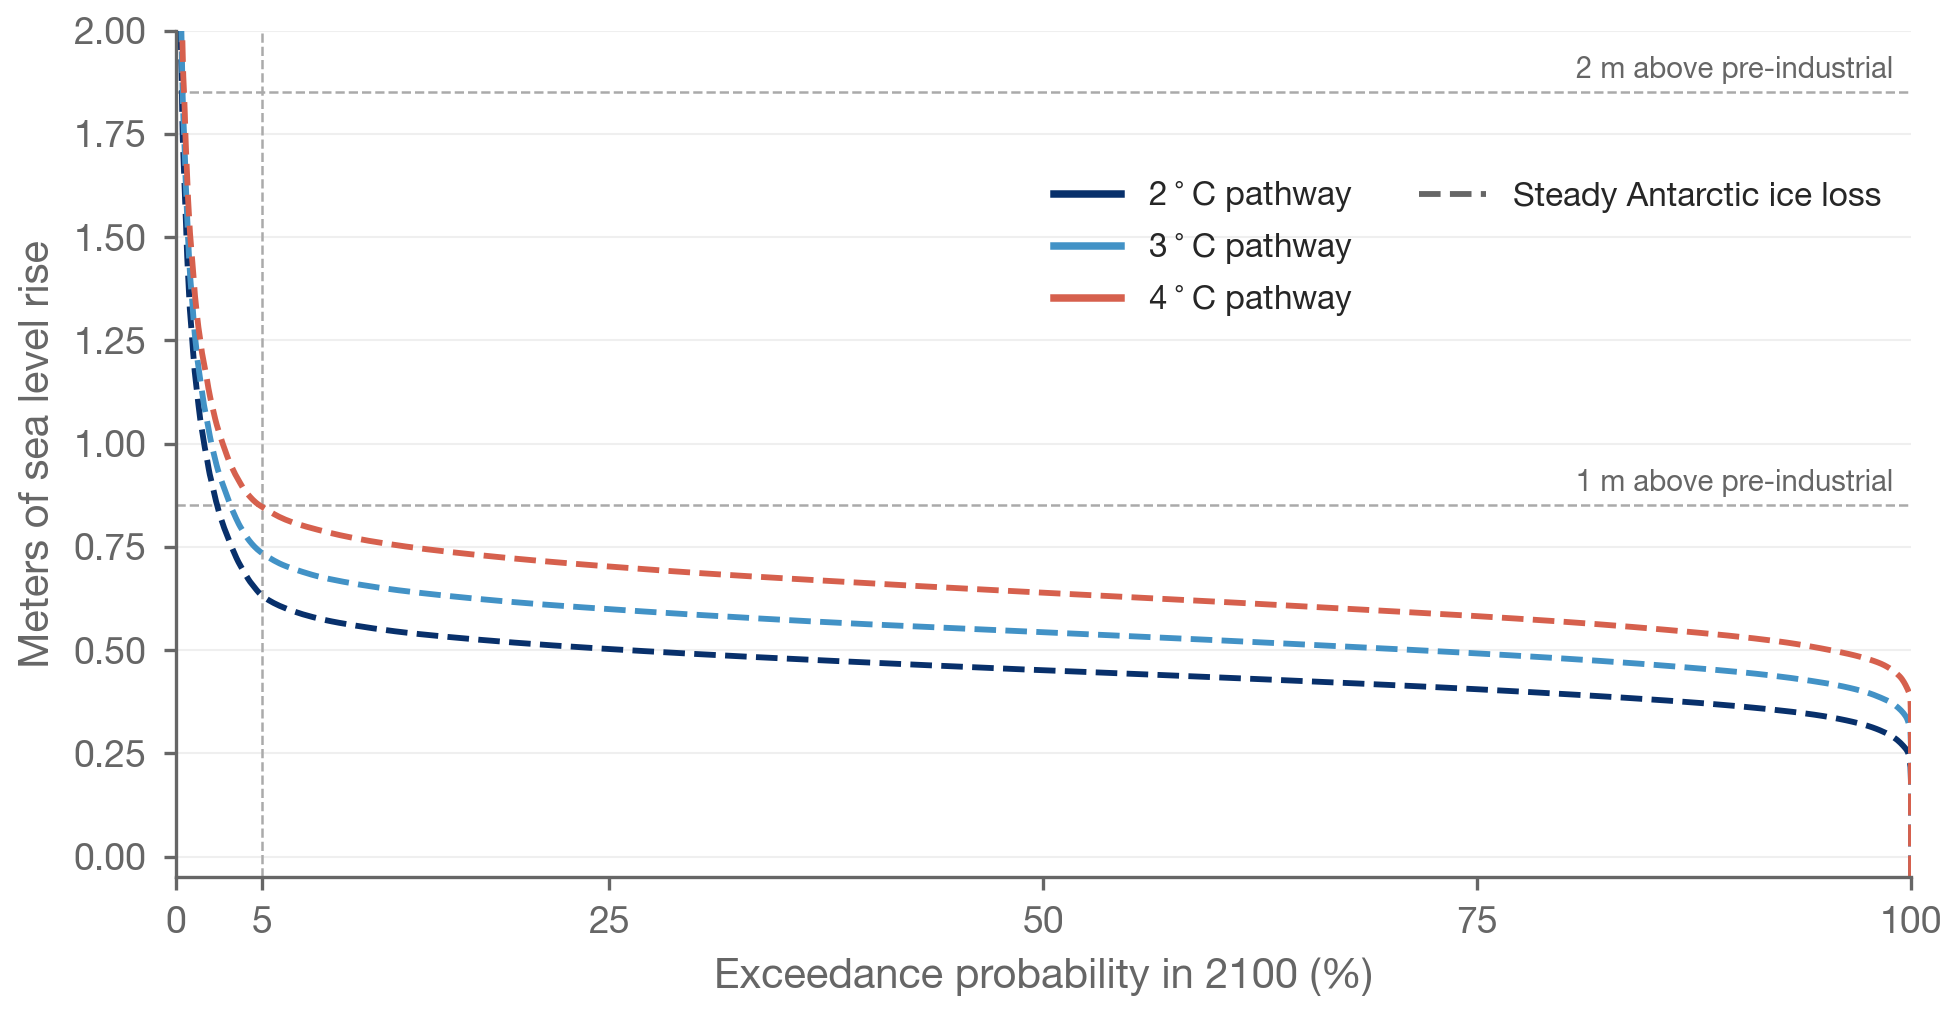 2.00
1.75
1.50
1.25
1.00
0.75
0.50
0.25
0.00
Meters of sea level rise
2 m above pre-industrial
2°C pathway
3°C pathway
4°C pathway
Steady Antarctic ice loss
1 m above pre-industrial
0 5 25 50 75 100
Exceedance probability in 2100 (%)